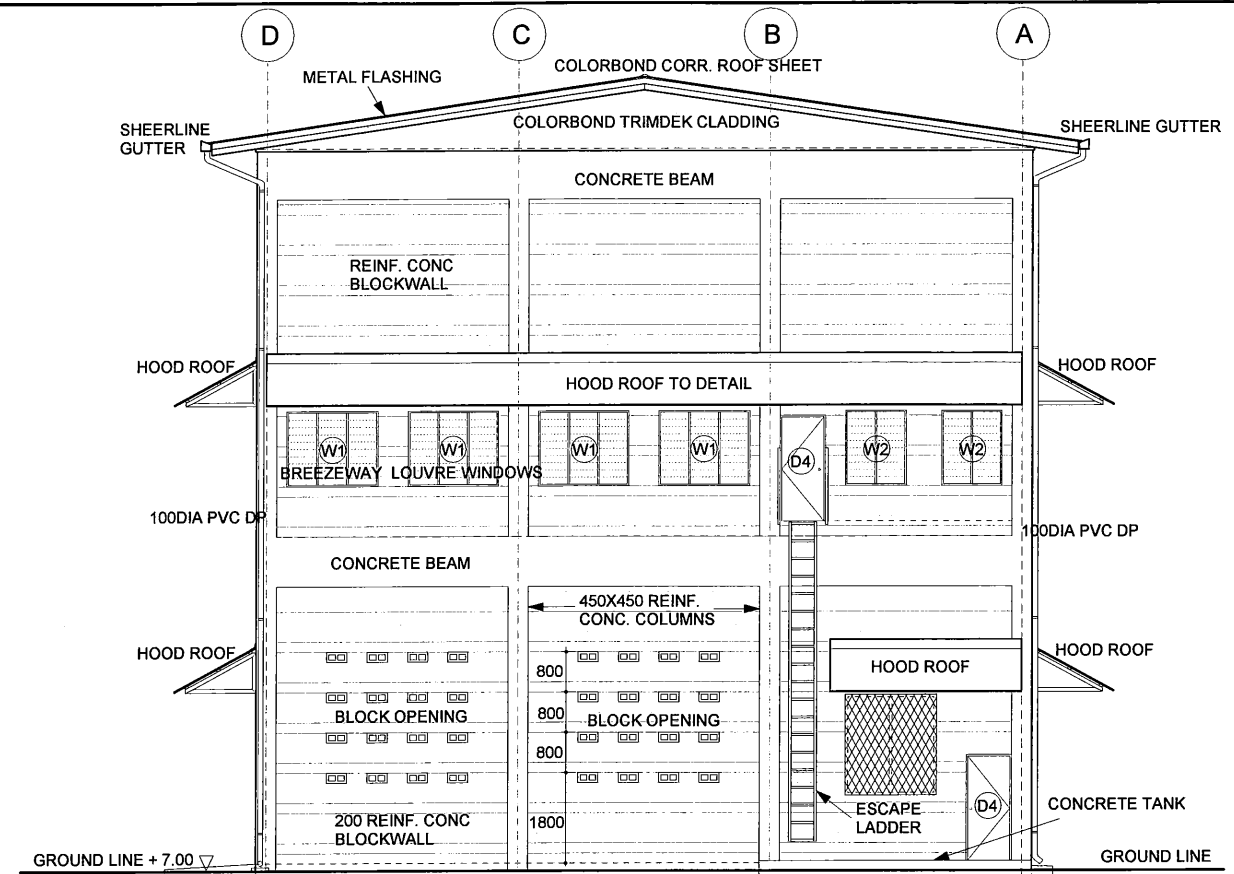 D
C
B
A
COLORBOND CORR. ROOF SHEET
METAL FLASHING
COLORBOND TRIMDEK CLADDING
SHEERLINE
GUTTER
SHEERLINE GUTTER
CONCRETE BEAM
REINF. CONC
BLOCKWALL
HOOD ROOF
HOOD ROOF
HOOD ROOF TO DETAIL
W1
W1
W1
W1
D4
W2
W2
BREEZEWAY LOUVRE WINDOWS
100DIA PVC DP
100DIA PVC DP
CONCRETE BEAM
450X450 REINF.
CONC. COLUMNS
HOOD ROOF
HOOD ROOF
HOOD ROOF
800
800
800
1800
BLOCK OPENING
BLOCK OPENING
200 REINF. CONC
BLOCKWALL
ESCAPE
LADDER
D4
CONCRETE TANK
GROUND LINE + 7.00
GROUND LINE